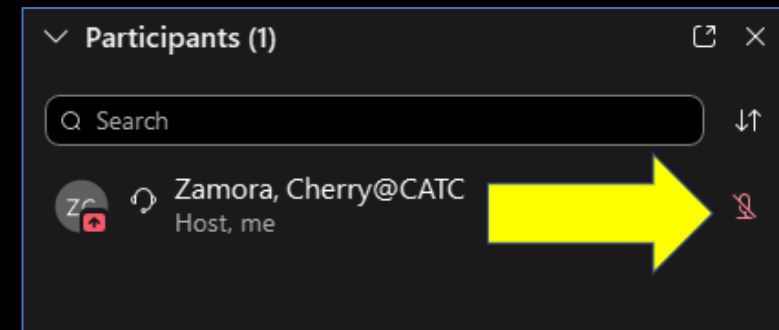 Participants (1)
Search
ZC
Zamora, Cherry@CATC
Host, me